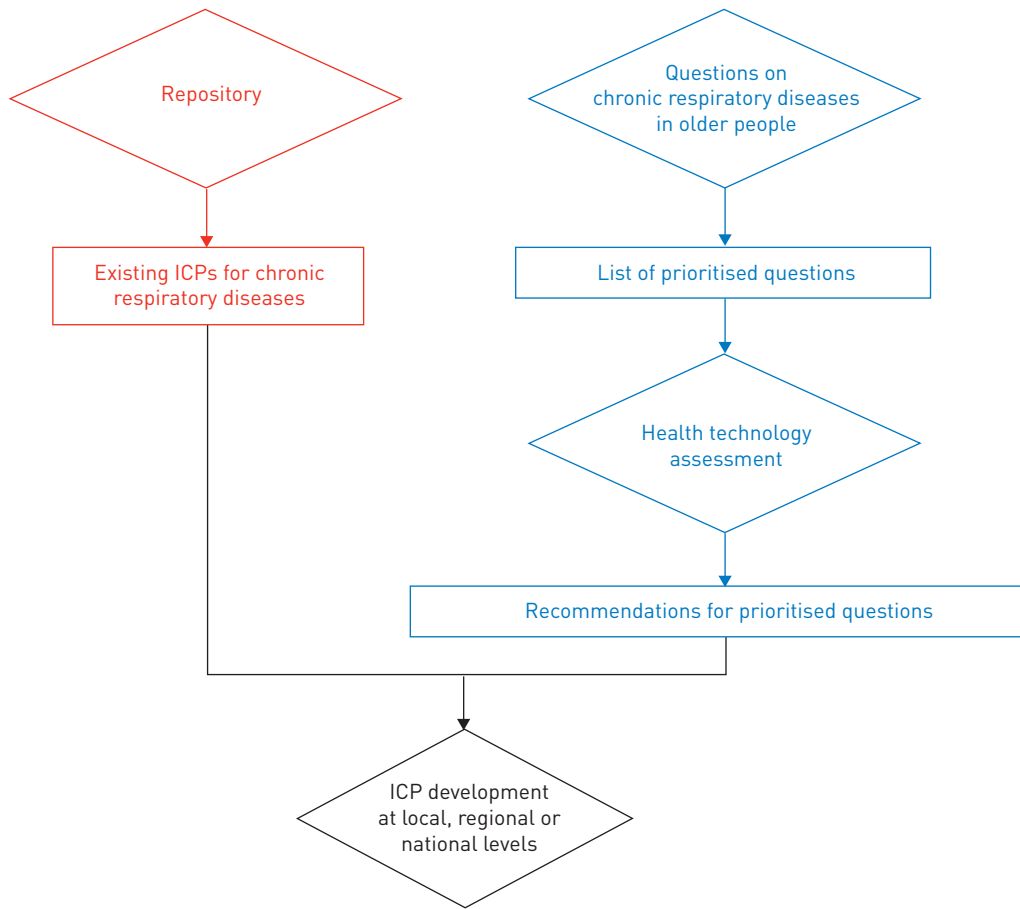 Repository
Questions on
chronic respiratory diseases
in older people
Existing ICPs for chronic
respiratory diseases
List of prioritised questions
Health technology
assessment
Recommendations for prioritised questions
ICP development
at local, regional or
national levels